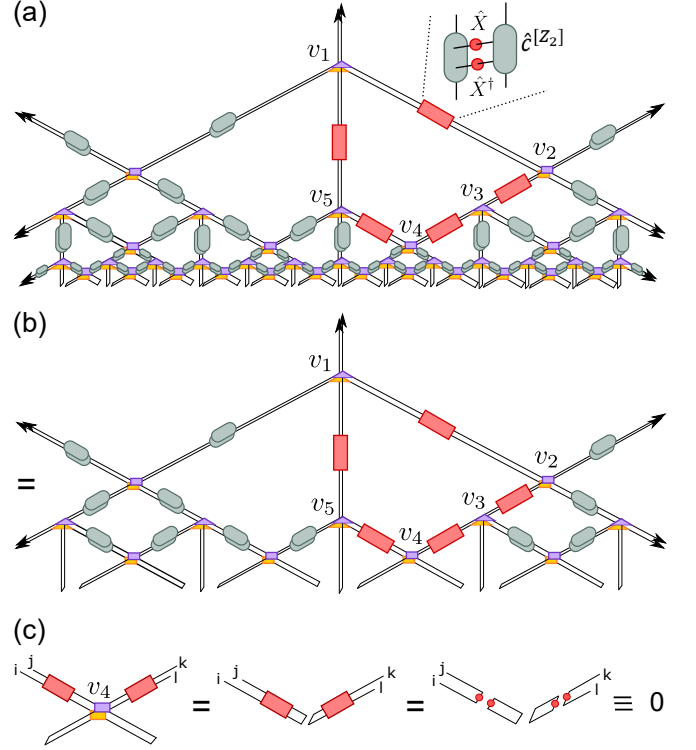 (a)
X̂
ĉ^[Z₂]
X̂†
v₁
v₂
v₃
v₅
v₄
(b)
v₁
v₂
=
v₃
v₅
v₄
(c)
j
i
v₄
k
l
=
j
i
k
l
=
j
i
k
l
≡ 0